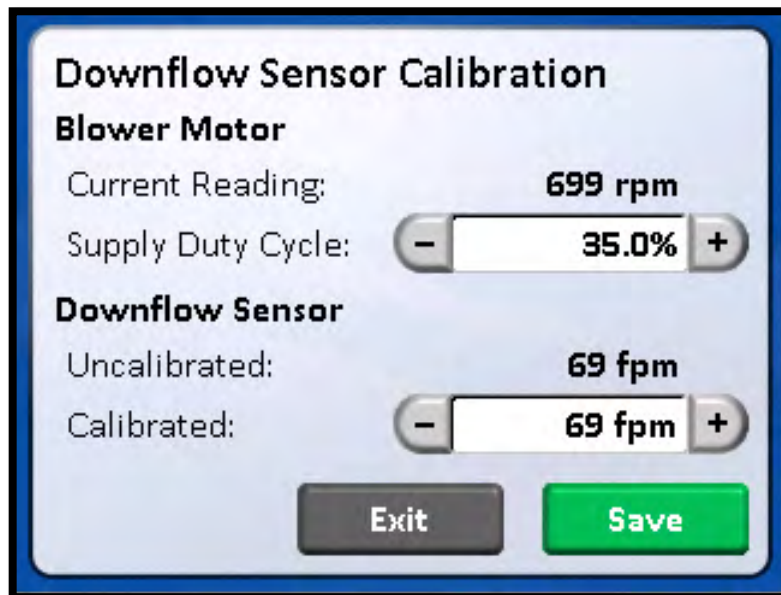 Downflow Sensor Calibration
Blower Motor
Current Reading: 699 rpm
Supply Duty Cycle: − 35.0% +
Downflow Sensor
Uncalibrated: 69 fpm
Calibrated: − 69 fpm +
Exit Save